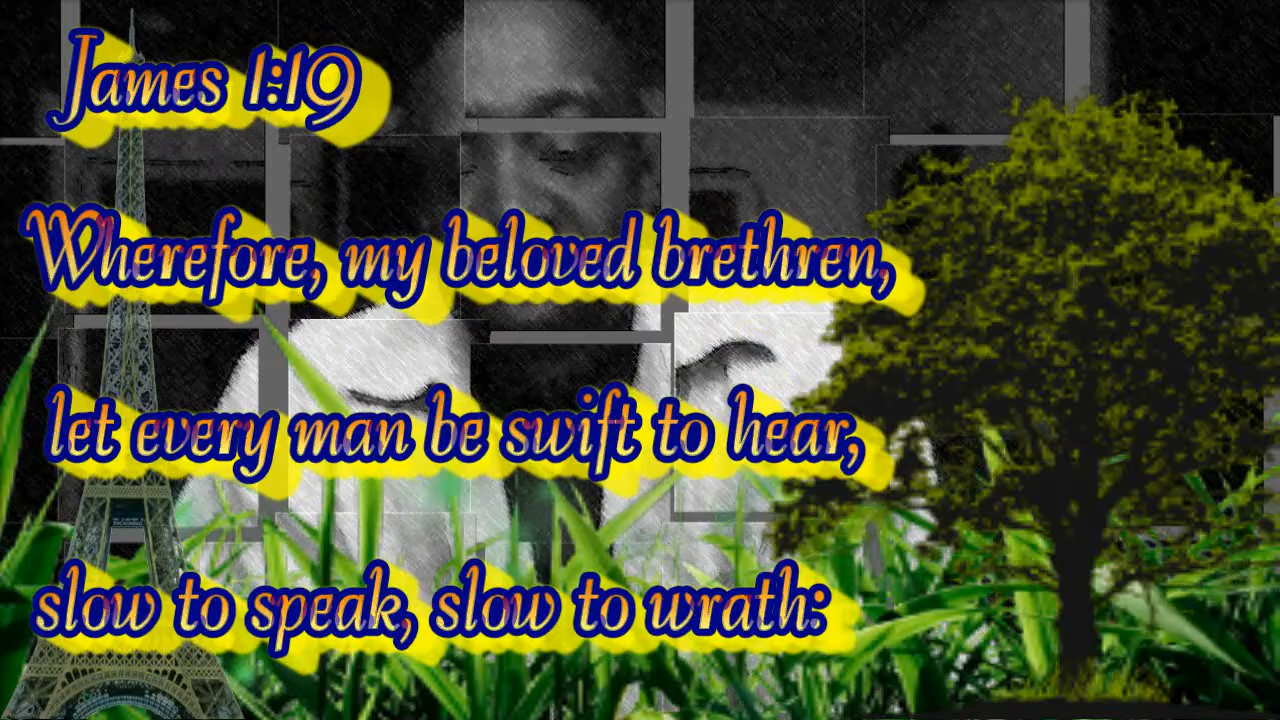 James 1:19
Wherefore, my beloved brethren,
let every man be swift to hear,
slow to speak, slow to wrath: